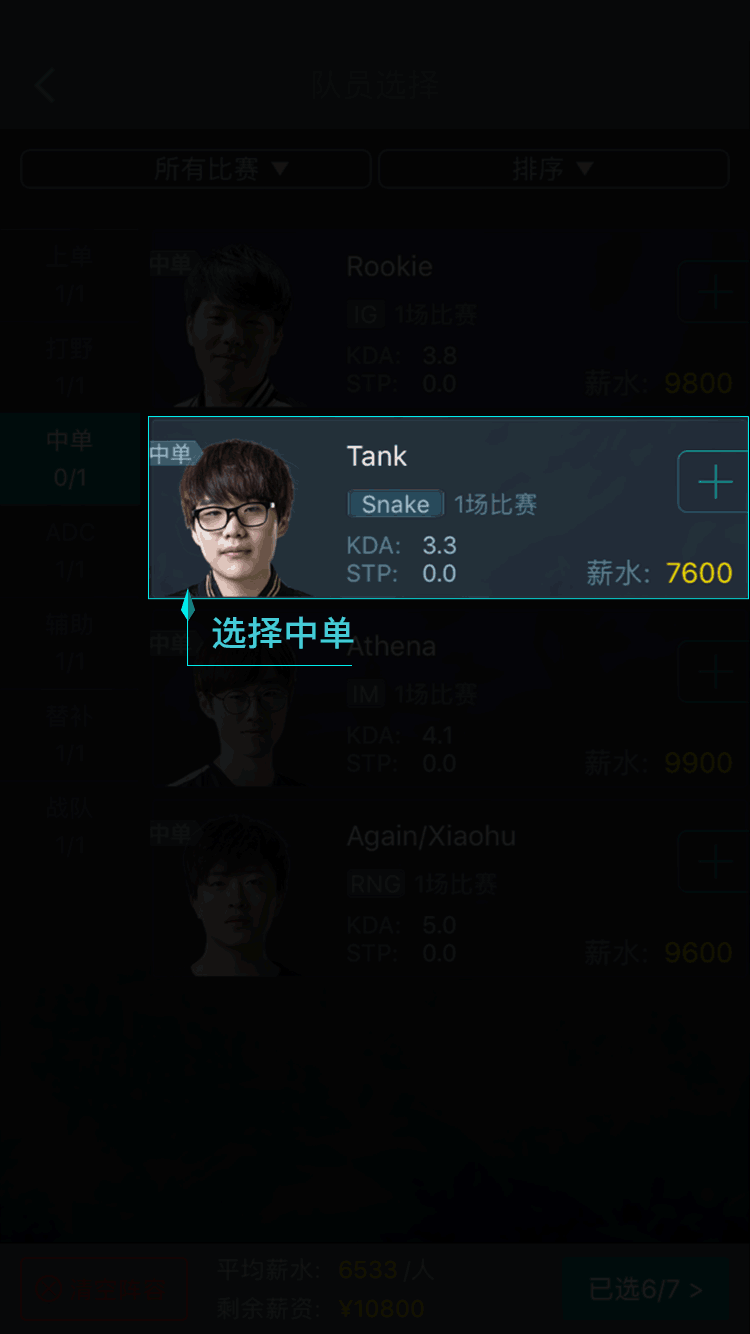 队员选择
所有比赛 ▼
排序 ▼
上单
1/1
打野
1/1
中单
0/1
ADC
1/1
辅助
1/1
替补
1/1
战队
1/1
中单
Rookie
IG 1场比赛
KDA: 3.8
STP: 0.0
薪水: 9800
中单
Tank
Snake 1场比赛
KDA: 3.3
STP: 0.0
薪水: 7600
选择中单
中单
Athena
IM 1场比赛
KDA: 4.1
STP: 0.0
薪水: 9900
中单
Again/Xiaohu
RNG 1场比赛
KDA: 5.0
STP: 0.0
薪水: 9600
平均薪水: 6533 /人
剩余薪资: ¥10800
已选6/7 >